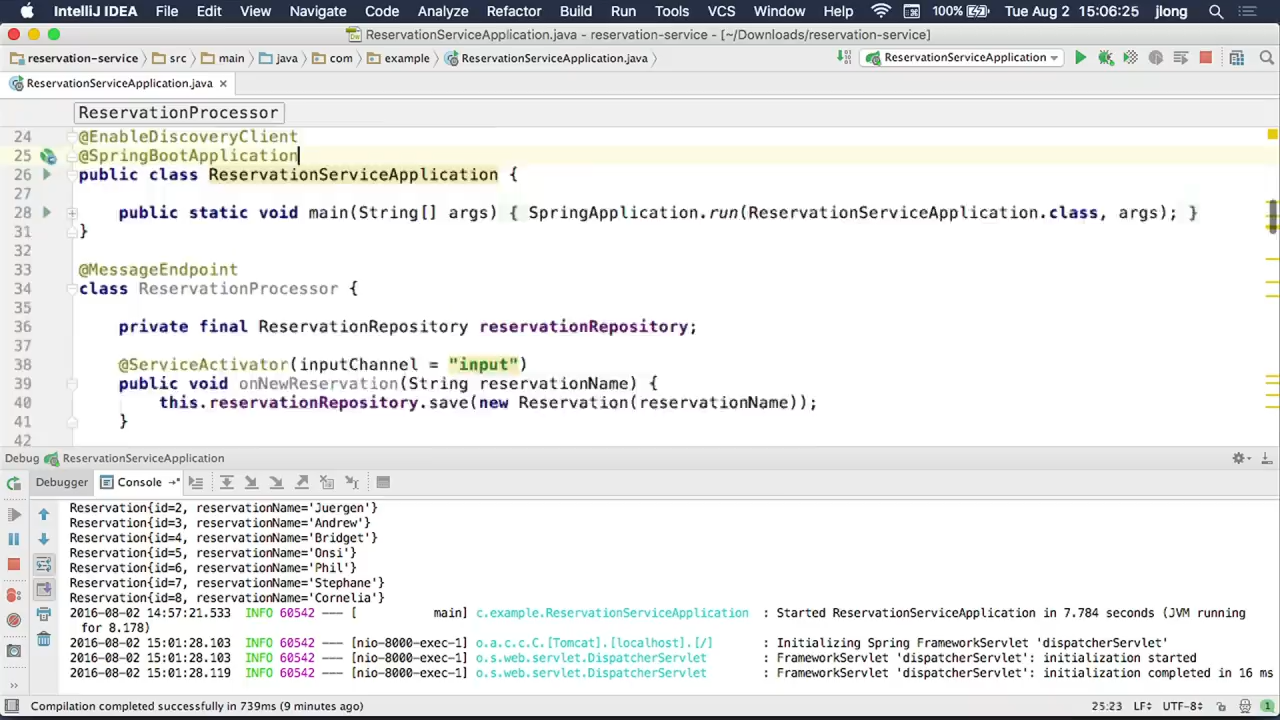 IntelliJ IDEA File Edit View Navigate Code Analyze Refactor Build Run Tools VCS Window Help 100% Tue Aug 2 15:06:25 jlong
ReservationServiceApplication.java - reservation-service - [~/Downloads/reservation-service]
reservation-service src main java com example ReservationServiceApplication.java ReservationServiceApplication
ReservationServiceApplication.java
ReservationProcessor
24 @EnableDiscoveryClient
25 @SpringBootApplication
26 public class ReservationServiceApplication {
27
28 public static void main(String[] args) { SpringApplication.run(ReservationServiceApplication.class, args); }
31 }
32
33 @MessageEndpoint
34 class ReservationProcessor {
35
36 private final ReservationRepository reservationRepository;
37
38 @ServiceActivator(inputChannel = "input")
39 public void onNewReservation(String reservationName) {
40 this.reservationRepository.save(new Reservation(reservationName));
41 }
42
Debug ReservationServiceApplication
Debugger Console
Reservation{id=2, reservationName='Juergen'}
Reservation{id=3, reservationName='Andrew'}
Reservation{id=4, reservationName='Bridget'}
Reservation{id=5, reservationName='Onsi'}
Reservation{id=6, reservationName='Phil'}
Reservation{id=7, reservationName='Stephane'}
Reservation{id=8, reservationName='Cornelia'}
2016-08-02 14:57:21.533 INFO 60542 --- [ main] c.example.ReservationServiceApplication : Started ReservationServiceApplication in 7.784 seconds (JVM running
for 8.178)
2016-08-02 15:01:28.103 INFO 60542 --- [nio-8000-exec-1] o.a.c.c.C.[Tomcat].[localhost].[/] : Initializing Spring FrameworkServlet 'dispatcherServlet'
2016-08-02 15:01:28.103 INFO 60542 --- [nio-8000-exec-1] o.s.web.servlet.DispatcherServlet : FrameworkServlet 'dispatcherServlet': initialization started
2016-08-02 15:01:28.119 INFO 60542 --- [nio-8000-exec-1] o.s.web.servlet.DispatcherServlet : FrameworkServlet 'dispatcherServlet': initialization completed in 16 ms
Compilation completed successfully in 739ms (9 minutes ago) 25:23 LF UTF-8 1